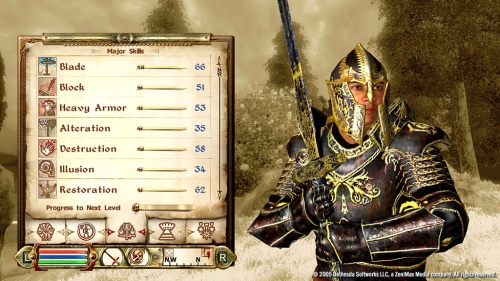 Major Skills
Blade 66
Block 51
Heavy Armor 53
Alteration 35
Destruction 58
Illusion 34
Restoration 62
Progress to Next Level
L R
NW N
© 2005 Bethesda Softworks LLC, a ZeniMax Media company. All rights reserved.